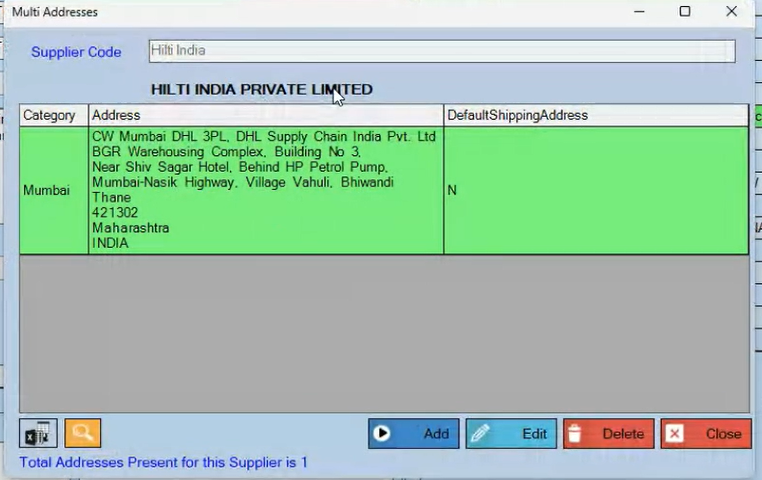 Multi Addresses
Supplier Code
Hilti India
HILTI INDIA PRIVATE LIMITED
Category Address DefaultShippingAddress
CW Mumbai DHL 3PL, DHL Supply Chain India Pvt. Ltd
BGR Warehousing Complex, Building No 3,
Near Shiv Sagar Hotel, Behind HP Petrol Pump,
Mumbai-Nasik Highway, Village Vahuli, Bhiwandi
Mumbai Thane N
421302
Maharashtra
INDIA
Add Edit Delete Close
Total Addresses Present for this Supplier is 1